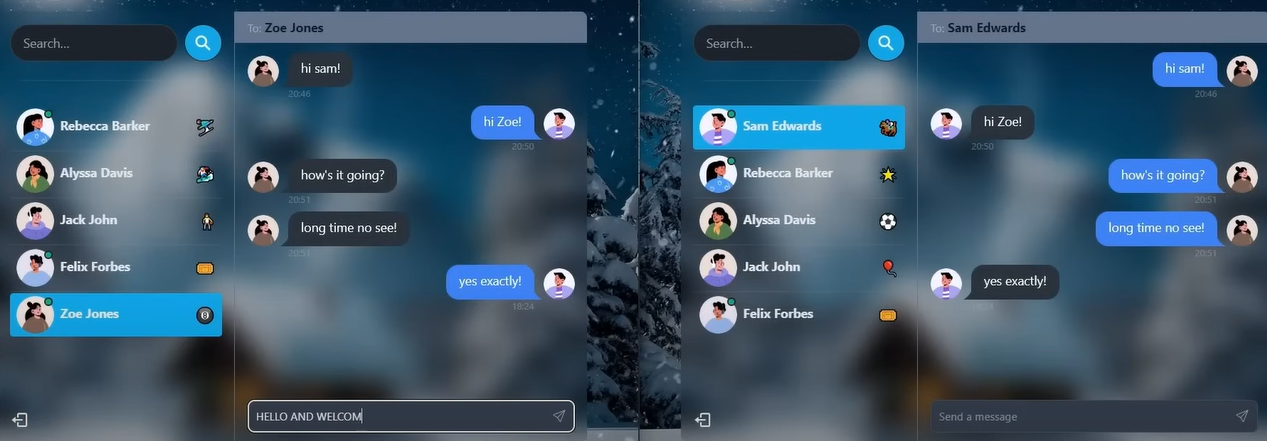 Search...
Rebecca Barker
Alyssa Davis
Jack John
Felix Forbes
Zoe Jones
To: Zoe Jones
hi sam!
20:46
hi Zoe!
20:50
how's it going?
20:51
long time no see!
20:51
yes exactly!
18:24
HELLO AND WELCOM
Search...
Sam Edwards
Rebecca Barker
Alyssa Davis
Jack John
Felix Forbes
To: Sam Edwards
hi sam!
20:46
hi Zoe!
20:50
how's it going?
20:51
long time no see!
20:51
yes exactly!
Send a message